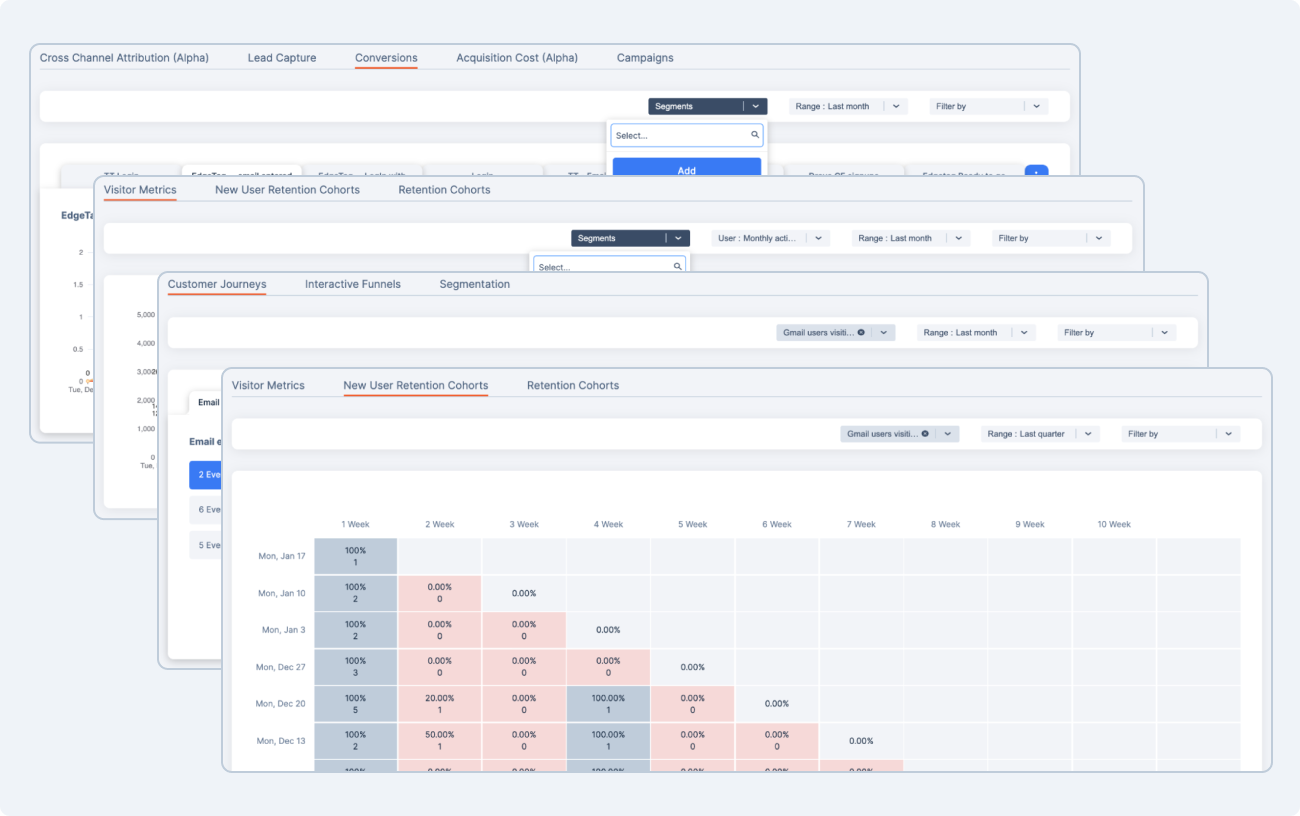 Cross Channel Attribution (Alpha) Lead Capture Conversions Acquisition Cost (Alpha) Campaigns
Segments Range : Last month Filter by
Select...
Add
EdgeTa
2
1.5
1
0.5
0
0
Tue, De
Visitor Metrics New User Retention Cohorts Retention Cohorts
Segments User : Monthly acti... Range : Last month Filter by
Select...
5,000
4,000
3,000
2,000
1,000
0
Tue,
Customer Journeys Interactive Funnels Segmentation
Gmail users visiti... Range : Last month Filter by
Email
Email e
2 Eve
6 Eve
5 Eve
Visitor Metrics New User Retention Cohorts Retention Cohorts
Gmail users visiti... Range : Last quarter Filter by
1 Week 2 Week 3 Week 4 Week 5 Week 6 Week 7 Week 8 Week 9 Week 10 Week
Mon, Jan 17 100%
1
Mon, Jan 10 100% 0.00% 0.00%
2 0
Mon, Jan 3 100% 0.00% 0.00% 0.00%
2 0 0
Mon, Dec 27 100% 0.00% 0.00% 0.00% 0.00%
3 0 0 0
Mon, Dec 20 100% 20.00% 0.00% 100.00% 0.00% 0.00%
5 1 0 1 0
Mon, Dec 13 100% 50.00% 0.00% 100.00% 0.00% 0.00% 0.00%
2 1 0 1 0 0